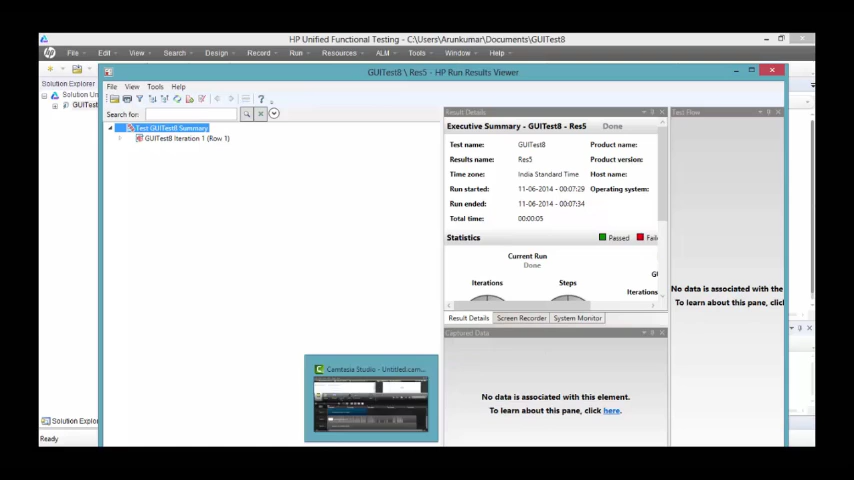 HP Unified Functional Testing - C:\Users\Arunkumar\Documents\GUITest8
File Edit View Search Design Record Run Resources ALM Tools Window Help
Solution Explorer
Solution Un
GUITest
GUITest8 \ Res5 - HP Run Results Viewer
File View Tools Help
Search for:
Test GUITest8 Summary
GUITest8 Iteration 1 (Row 1)
Result Details
Executive Summary - GUITest8 - Res5 Done
Test name: GUITest8 Product name:
Results name: Res5 Product version:
Time zone: India Standard Time Host name:
Run started: 11-06-2014 - 00:07:29 Operating system:
Run ended: 11-06-2014 - 00:07:34
Total time: 00:00:05
Statistics Passed Fail
Current Run
Done
Iterations Steps
Iterations
Result Details Screen Recorder System Monitor
Captured Data
No data is associated with this element.
To learn about this pane, click here.
Test Flow
No data is associated with the
To learn about this pane, clicl
Camtasia Studio - Untitled.cam...
Solution Explor
Ready